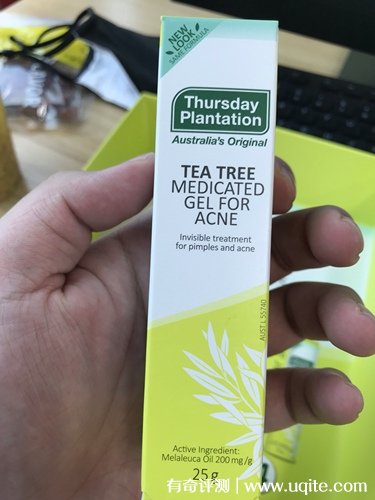 NEW
LOOK
SAME FORMULA
Thursday
Plantation
Australia's Original
TEA TREE
MEDICATED
GEL FOR
ACNE
Invisible treatment
for pimples and acne
AUST L 55740
Active Ingredient:
Melaleuca Oil 200 mg/g
25 g
有奇评测 | www.uqite.com